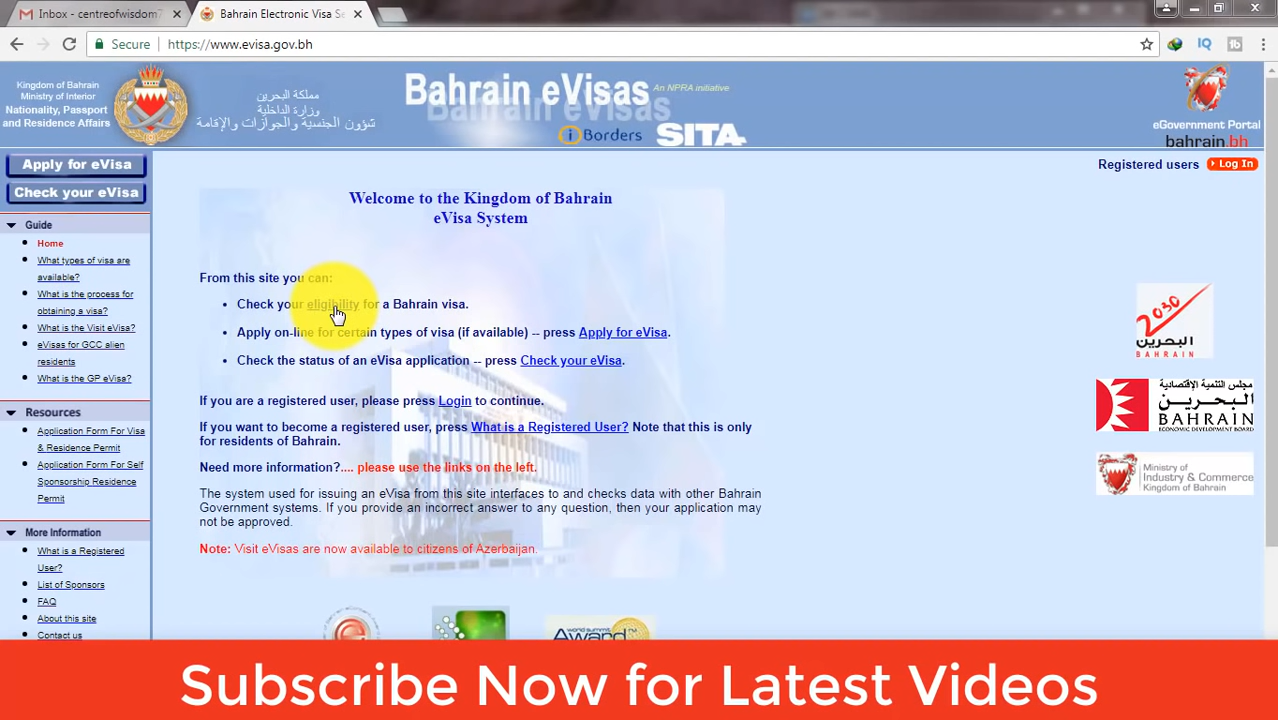 Inbox - centreofwisdom7
Bahrain Electronic Visa Se
Secure
https://www.evisa.gov.bh
Kingdom of Bahrain
Ministry of Interior
Nationality, Passport
and Residence Affairs
مملكة البحرين
وزارة الداخلية
شؤون الجنسية والجوازات والإقامة
Bahrain eVisas
An NPRA initiative
Bahrain eVisas
iBorders SITA
eGovernment Portal
bahrain.bh
Apply for eVisa
Check your eVisa
Registered users Log In
Guide
Home
What types of visa are
available?
What is the process for
obtaining a visa?
What is the Visit eVisa?
eVisas for GCC alien
residents
What is the GP eVisa?
Resources
Application Form For Visa
& Residence Permit
Application Form For Self
Sponsorship Residence
Permit
More Information
What is a Registered
User?
List of Sponsors
FAQ
About this site
Contact us
Welcome to the Kingdom of Bahrain
eVisa System
From this site you can:
• Check your eligibility for a Bahrain visa.
• Apply on-line for certain types of visa (if available) -- press Apply for eVisa.
• Check the status of an eVisa application -- press Check your eVisa.
If you are a registered user, please press Login to continue.
If you want to become a registered user, press What is a Registered User? Note that this is only
for residents of Bahrain.
Need more information?.... please use the links on the left.
The system used for issuing an eVisa from this site interfaces to and checks data with other Bahrain
Government systems. If you provide an incorrect answer to any question, then your application may
not be approved.
Note: Visit eVisas are now available to citizens of Azerbaijan.
2030
البحرين
BAHRAIN
مجلس التنمية الاقتصادية
البحرين
BAHRAIN
ECONOMIC DEVELOPMENT BOARD
Ministry of
Industry & Commerce
Kingdom of Bahrain
world summit
Award
Subscribe Now for Latest Videos